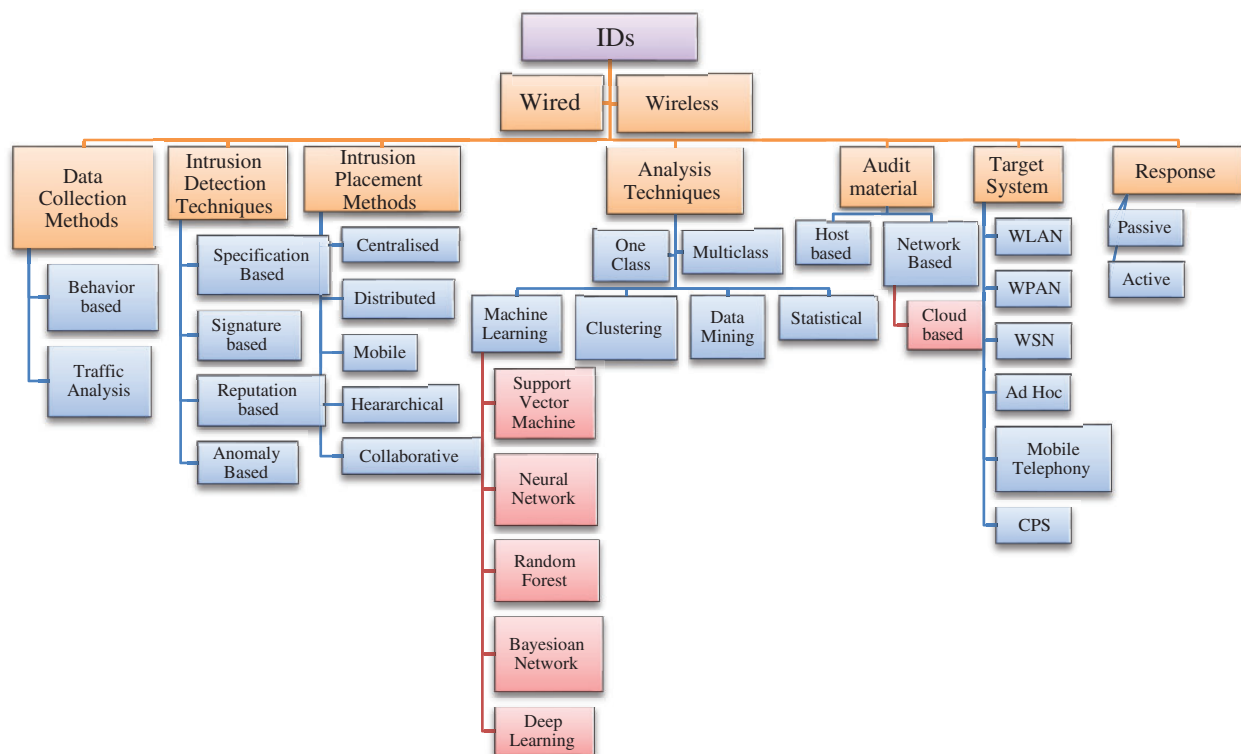 IDs
Wired
Wireless
Data
Collection
Methods
Behavior
based
Traffic
Analysis
Intrusion
Detection
Techniques
Specification
Based
Signature
based
Reputation
based
Anomaly
Based
Intrusion
Placement
Methods
Centralised
Distributed
Mobile
Heararchical
Collaborative
Analysis
Techniques
One
Class
Multiclass
Machine
Learning
Clustering
Data
Mining
Statistical
Support
Vector
Machine
Neural
Network
Random
Forest
Bayesioan
Network
Deep
Learning
Audit
material
Host
based
Network
Based
Cloud
based
Target
System
WLAN
WPAN
WSN
Ad Hoc
Mobile
Telephony
CPS
Response
Passive
Active